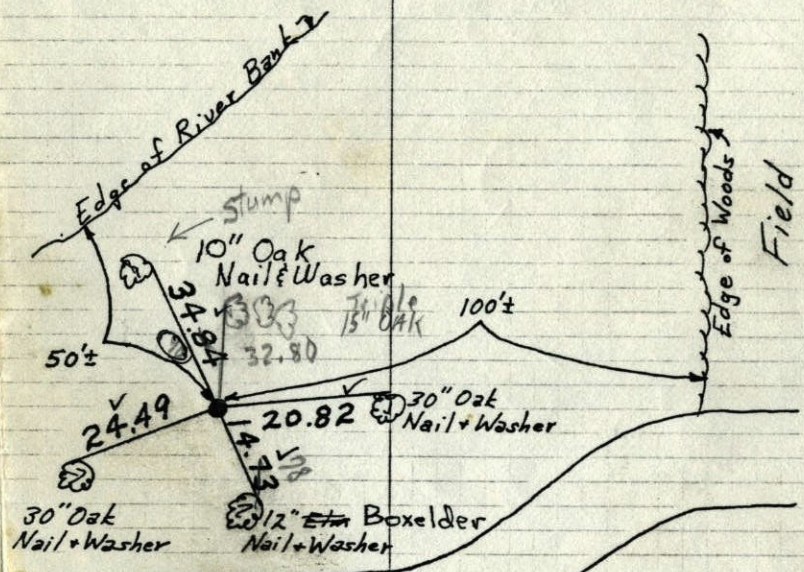 Edge of River Bank
Stump
10" Oak
Nail & Washer
34.84
Triple
15" OAK
32.80
50'±
100'±
Edge of Woods
Field
24.49
20.82
30" Oak
Nail + Washer
14.73
78
30" Oak
Nail + Washer
12" Elm Boxelder
Nail + Washer